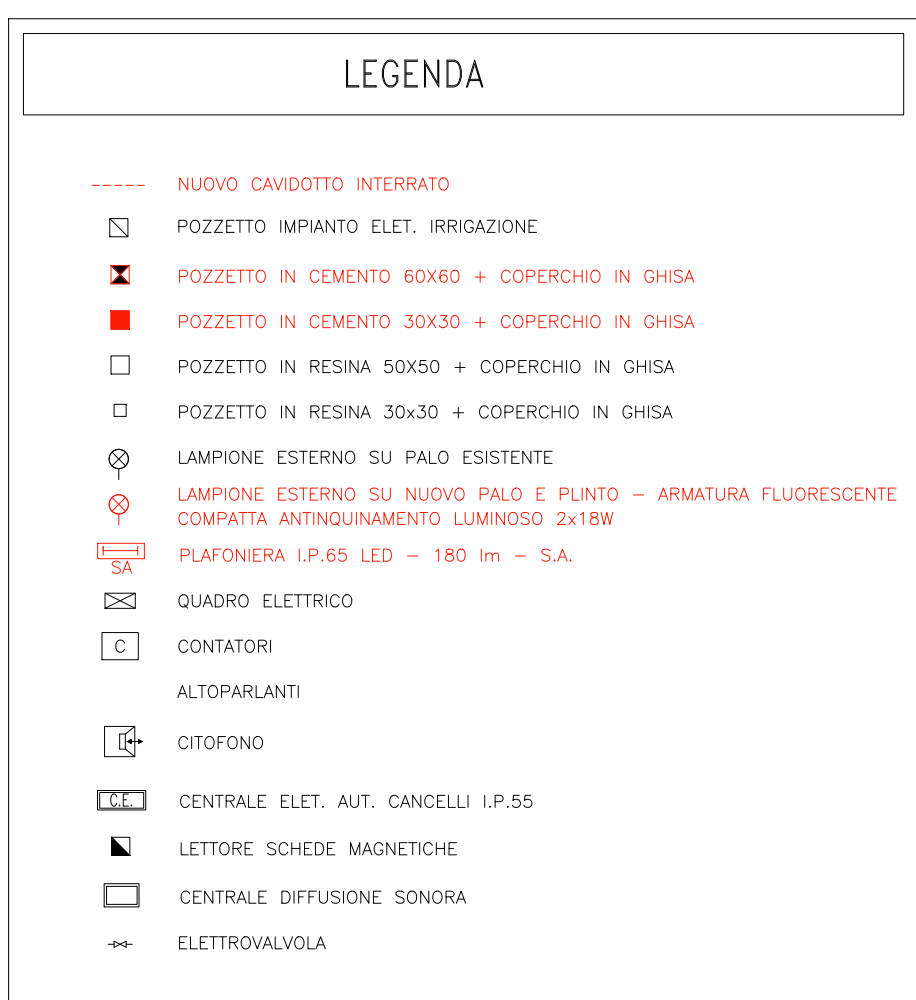 LEGENDA
NUOVO CAVIDOTTO INTERRATO
POZZETTO IMPIANTO ELET. IRRIGAZIONE
POZZETTO IN CEMENTO 60X60 + COPERCHIO IN GHISA
POZZETTO IN CEMENTO 30X30 + COPERCHIO IN GHISA
POZZETTO IN RESINA 50X50 + COPERCHIO IN GHISA
POZZETTO IN RESINA 30x30 + COPERCHIO IN GHISA
LAMPIONE ESTERNO SU PALO ESISTENTE
LAMPIONE ESTERNO SU NUOVO PALO E PLINTO – ARMATURA FLUORESCENTE
COMPATTA ANTINQUINAMENTO LUMINOSO 2x18W
SA PLAFONIERA I.P.65 LED – 180 lm – S.A.
QUADRO ELETTRICO
C CONTATORI
ALTOPARLANTI
CITOFONO
C.E. CENTRALE ELET. AUT. CANCELLI I.P.55
LETTORE SCHEDE MAGNETICHE
CENTRALE DIFFUSIONE SONORA
ELETTROVALVOLA